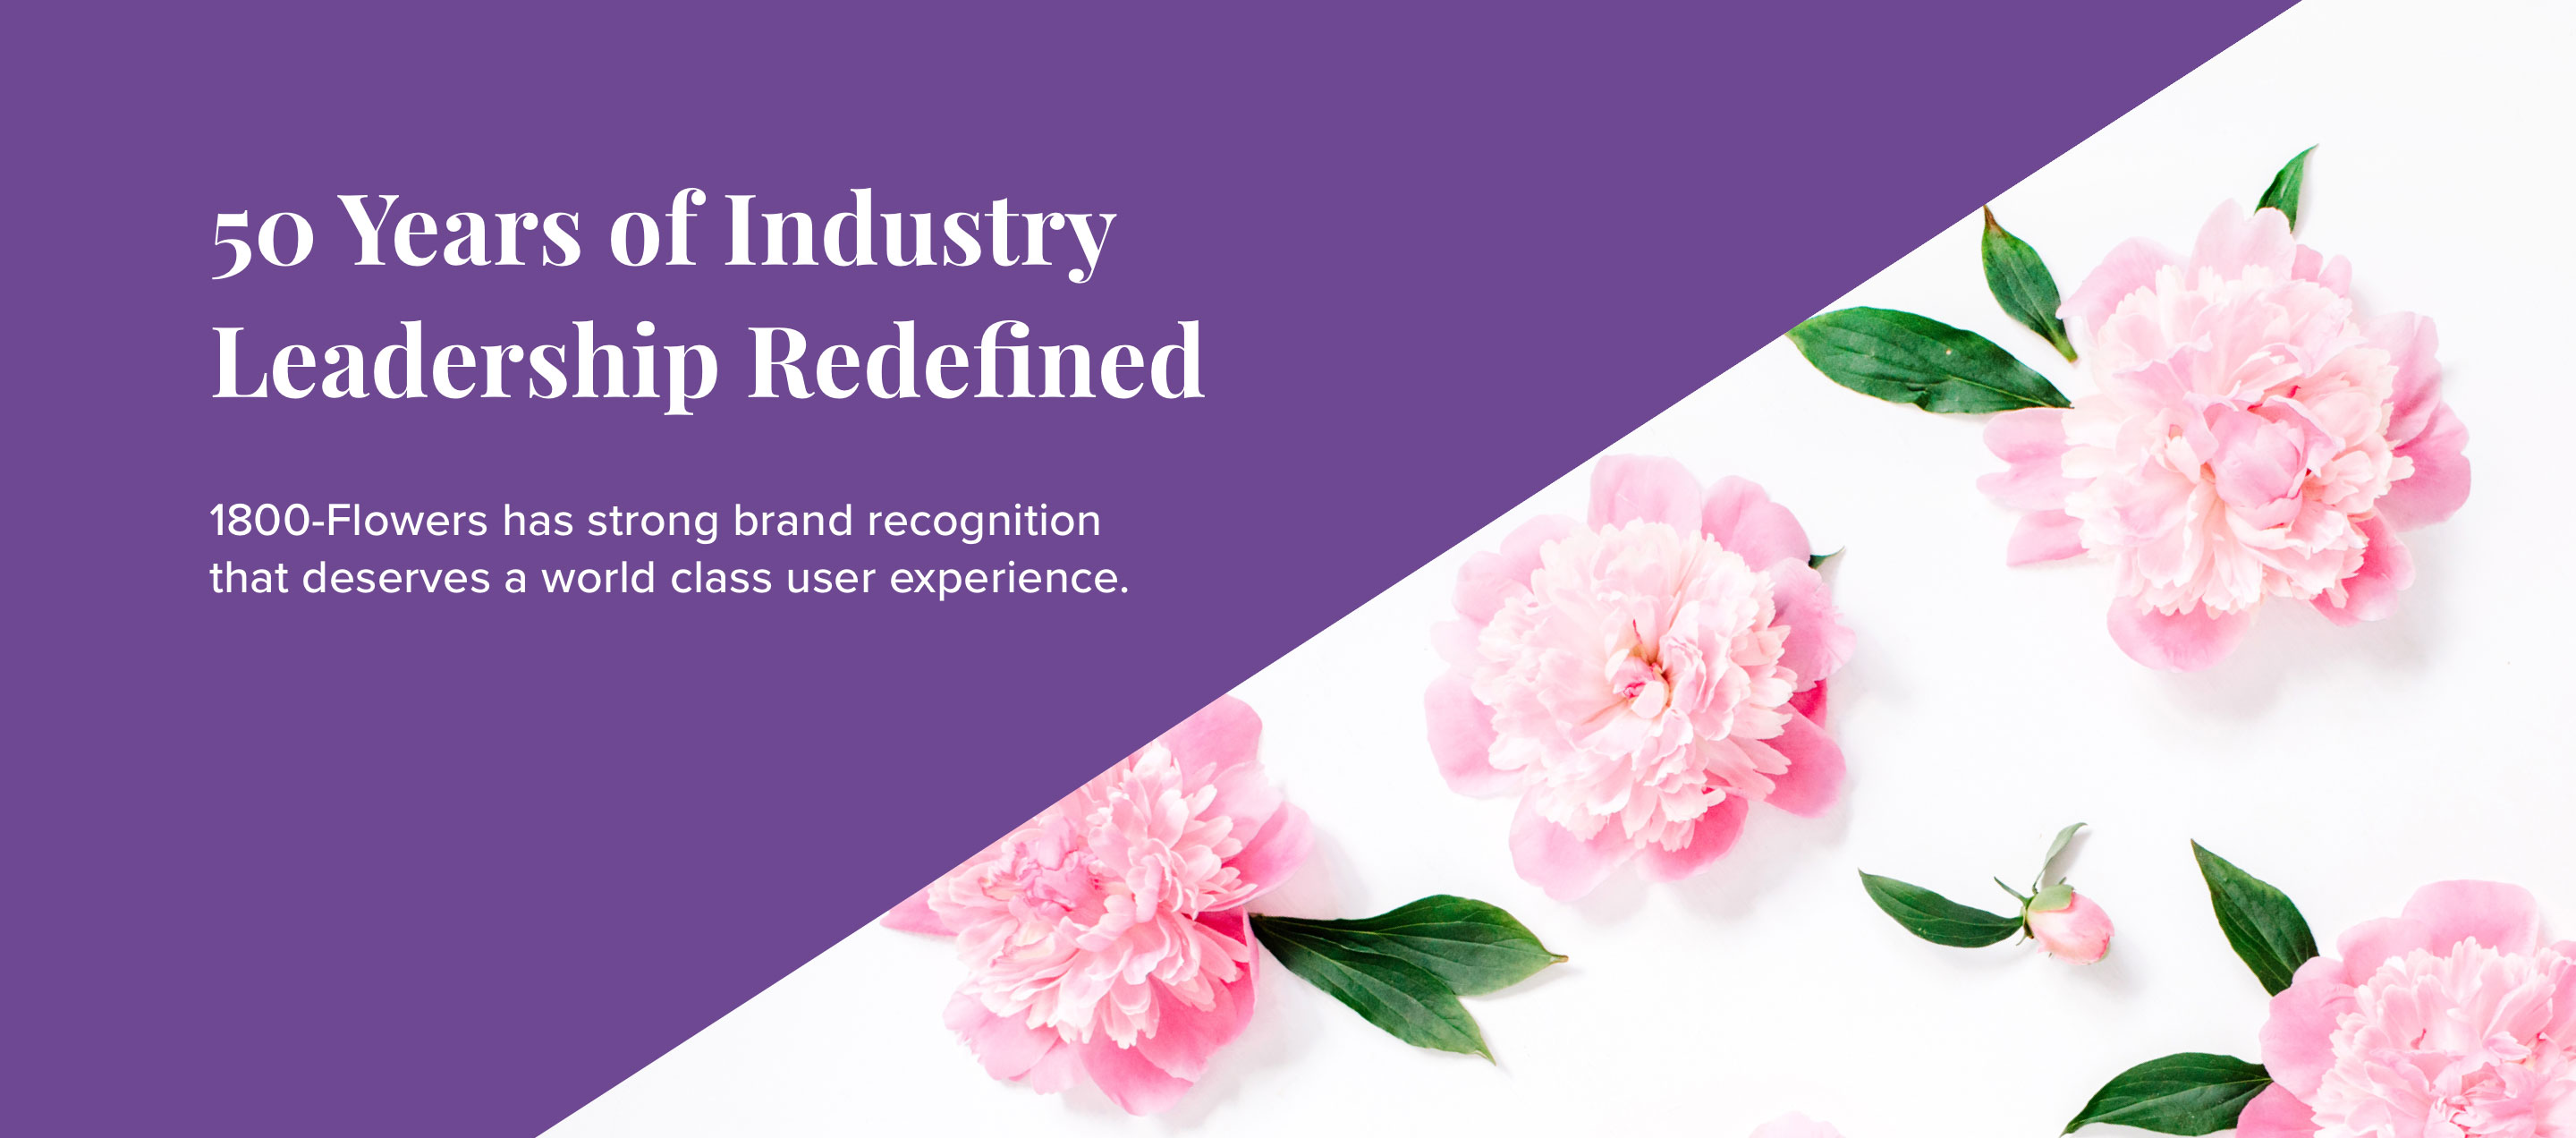 50 Years of Industry
Leadership Redefined
1800-Flowers has strong brand recognition
that deserves a world class user experience.